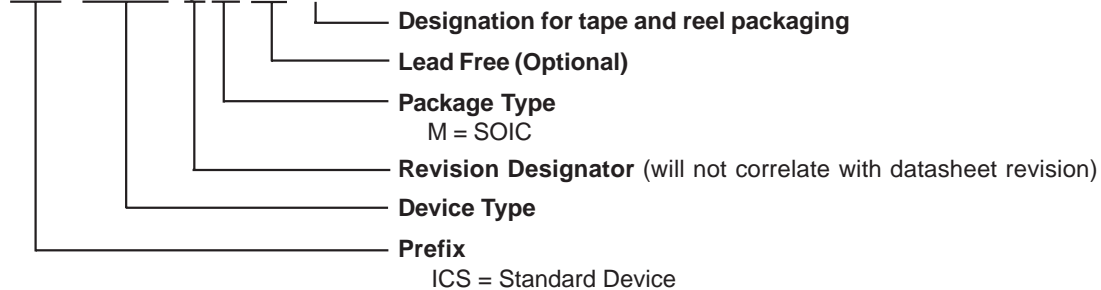 Designation for tape and reel packaging
Lead Free (Optional)
Package Type
M = SOIC
Revision Designator (will not correlate with datasheet revision)
Device Type
Prefix
ICS = Standard Device